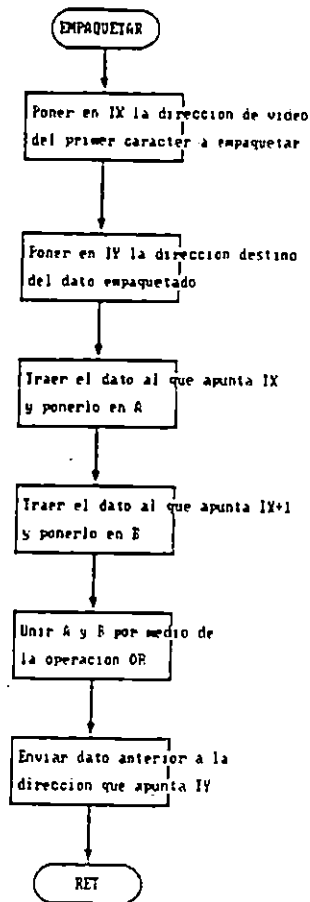 EMPAQUETAR
Poner en IX la direccion de video
del primer caracter a empaquetar
Poner en IY la direccion destino
del dato empaquetado
Traer el dato al que apunta IX
y ponerlo en A
Traer el dato al que apunta IX+1
y ponerlo en B
Unir A y B por medio de
la operacion OR
Enviar dato anterior a la
direccion que apunta IY
RET